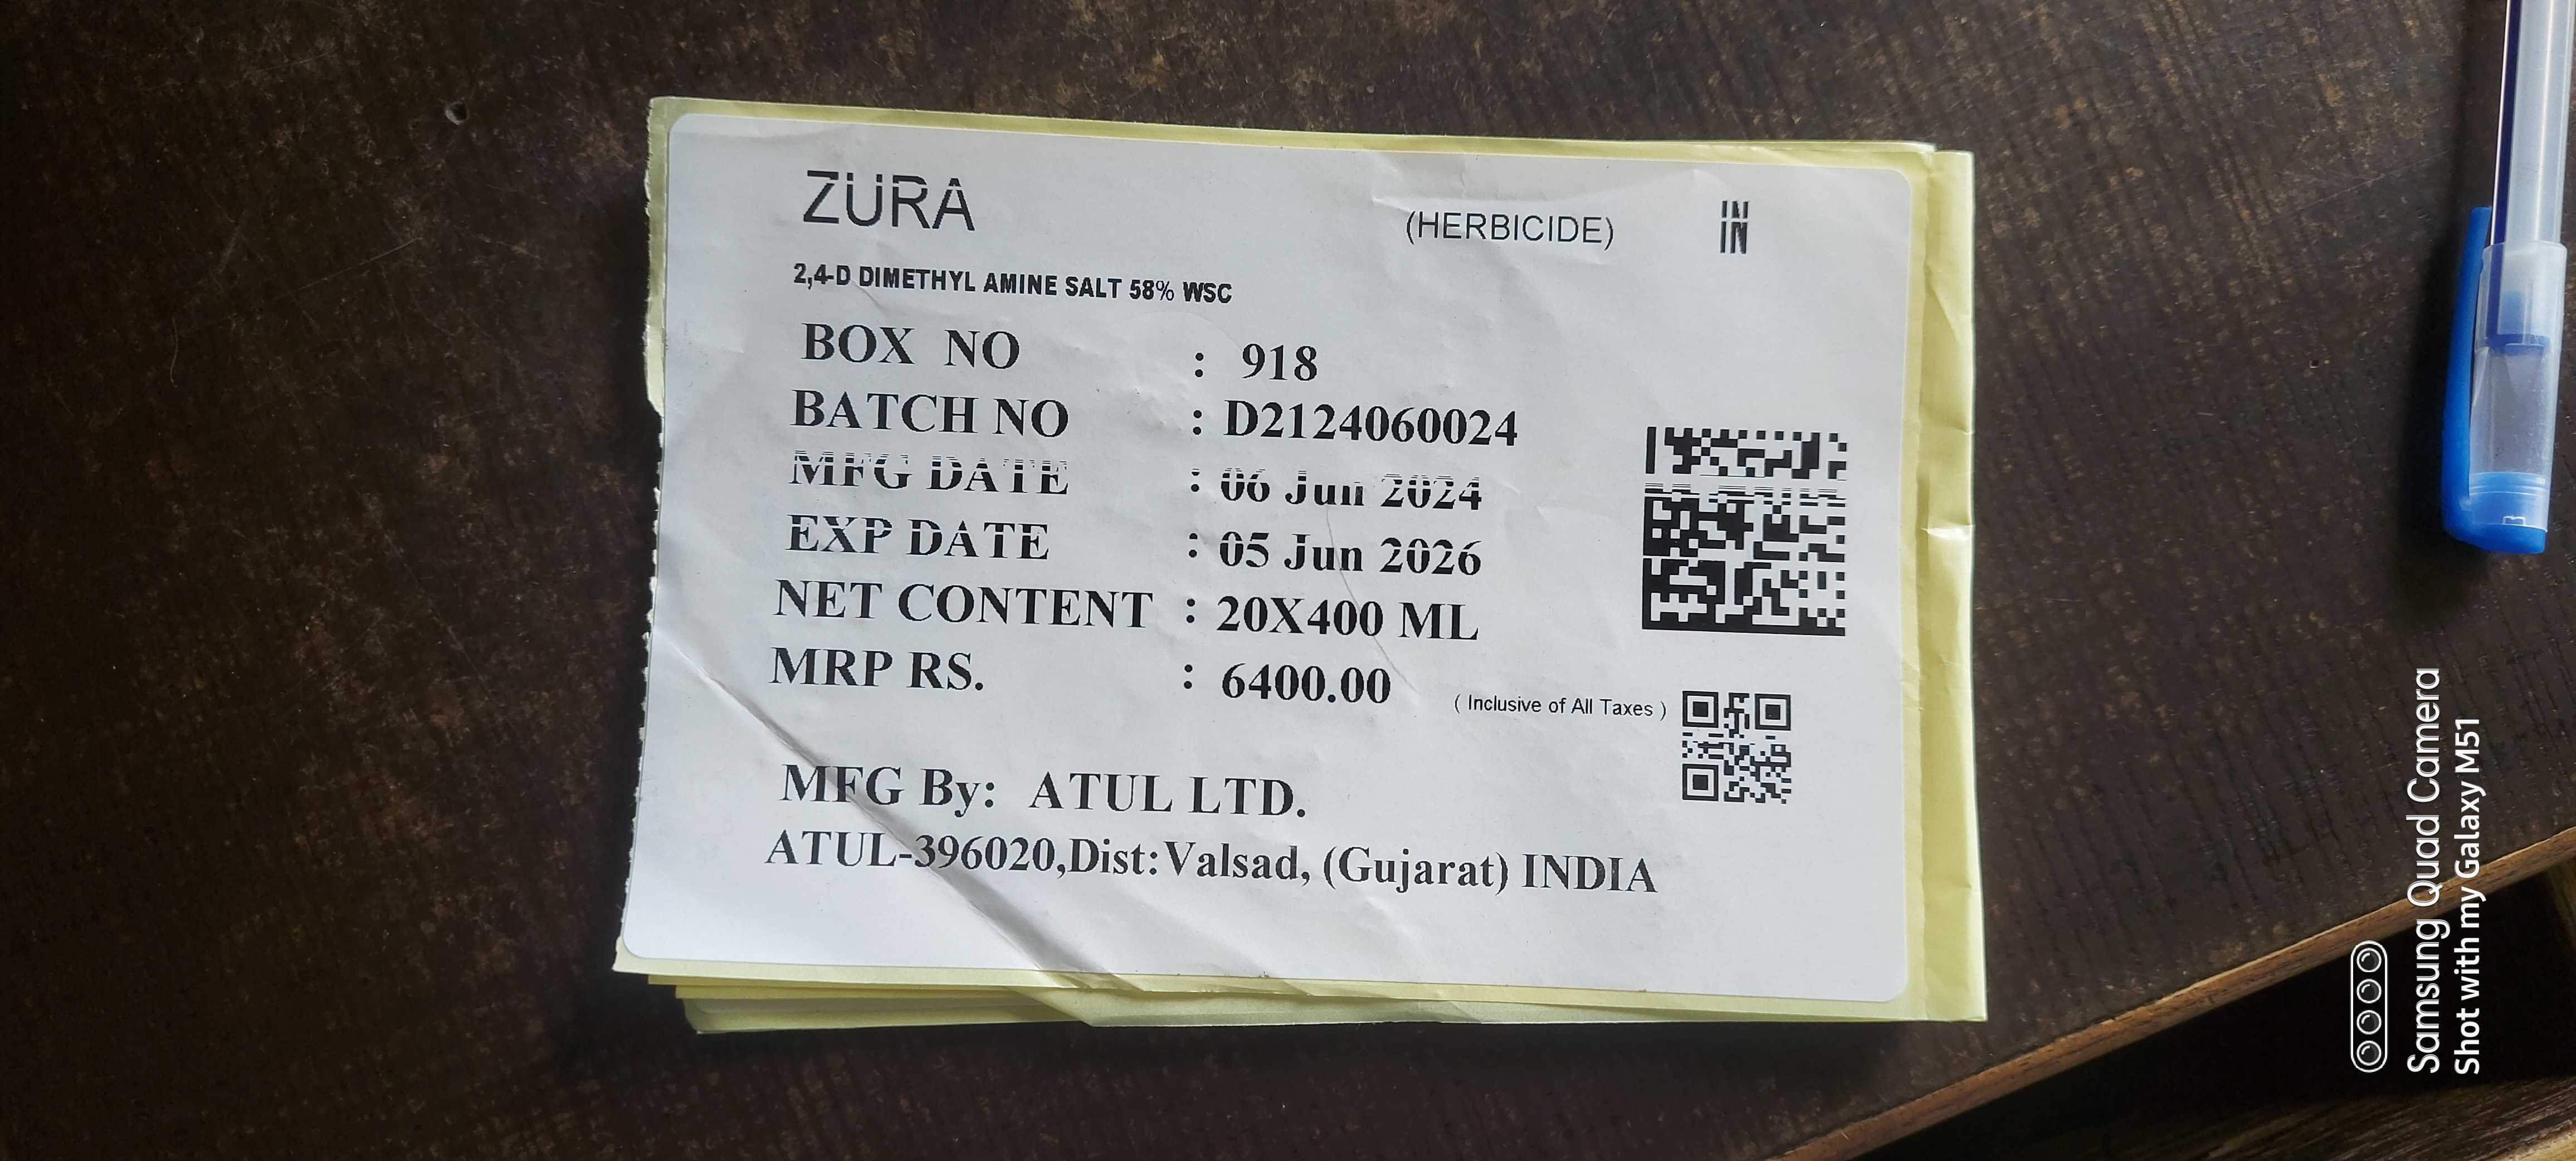 ZURA (HERBICIDE) IN
2,4-D DIMETHYL AMINE SALT 58% WSC
BOX NO : 918
BATCH NO : D2124060024
MFG DATE : 06 Jun 2024
EXP DATE : 05 Jun 2026
NET CONTENT : 20X400 ML
MRP RS. : 6400.00 ( Inclusive of All Taxes )
MFG By: ATUL LTD.
ATUL-396020,Dist:Valsad, (Gujarat) INDIA
Samsung Quad Camera
Shot with my Galaxy M51